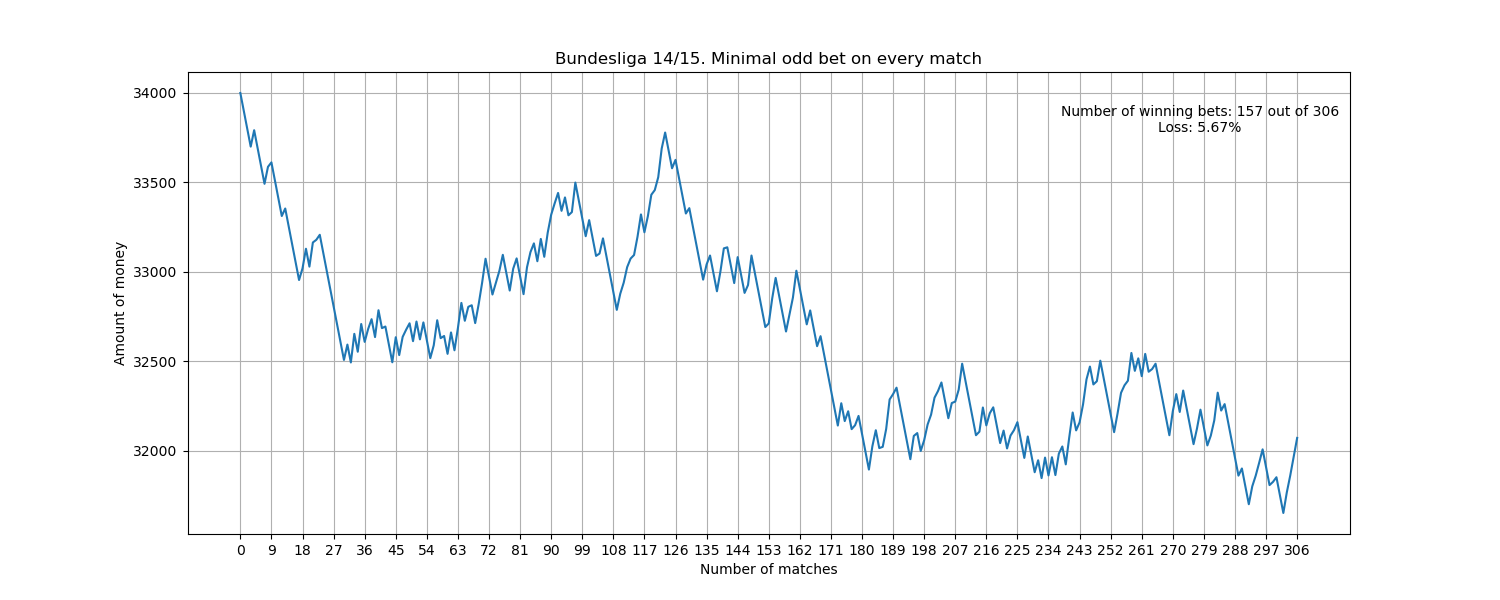 Bundesliga 14/15. Minimal odd bet on every match
Number of winning bets: 157 out of 306
Loss: 5.67%
Amount of money
34000
33500
33000
32500
32000
0 9 18 27 36 45 54 63 72 81 90 99 108 117 126 135 144 153 162 171 180 189 198 207 216 225 234 243 252 261 270 279 288 297 306
Number of matches